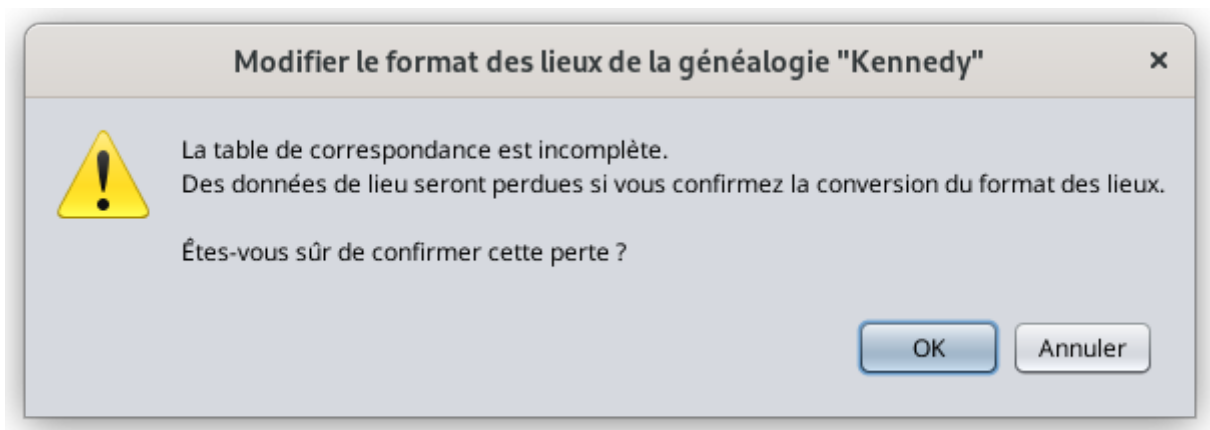 Modifier le format des lieux de la généalogie "Kennedy"
La table de correspondance est incomplète.
Des données de lieu seront perdues si vous confirmez la conversion du format des lieux.
Êtes-vous sûr de confirmer cette perte ?
OK
Annuler